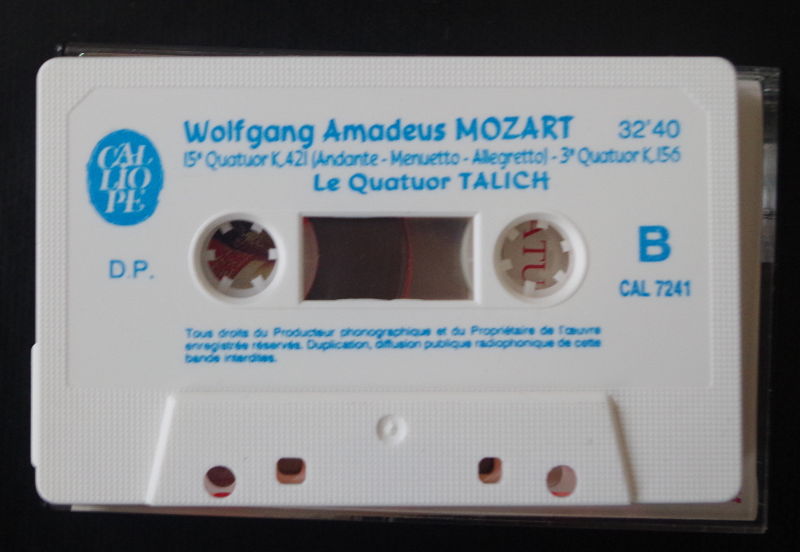 Wolfgang Amadeus MOZART 32'40
15e Quatuor K.421 (Andante - Menuetto - Allegretto) - 3e Quatuor K.156
Le Quatuor TALICH
CAL
LIO
PE
D.P.
B
CAL 7241
ATU
Tous droits du Producteur phonographique et du Propriétaire de l'œuvre
enregistrée réservés. Duplication, diffusion publique radiophonique de cette
bande interdites.